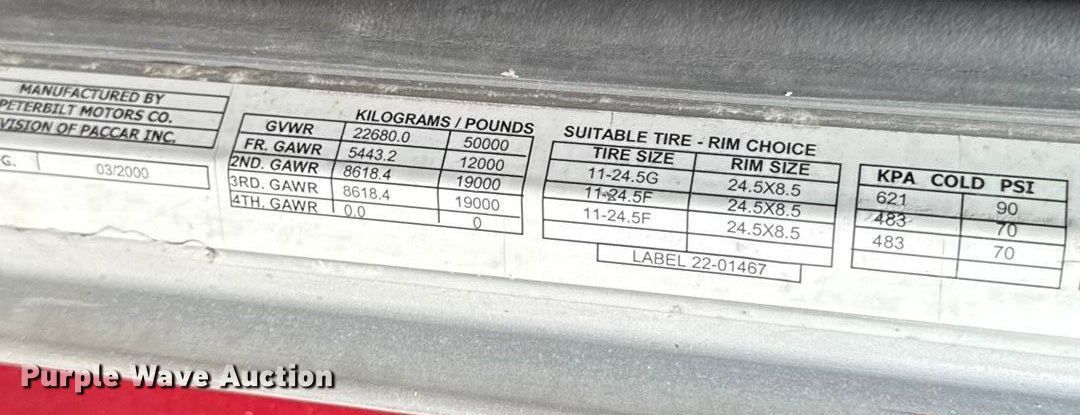 MANUFACTURED BY
PETERBILT MOTORS CO.
VISION OF PACCAR INC.
G. 03/2000
KILOGRAMS / POUNDS
GVWR 22680.0 50000
FR. GAWR 5443.2 12000
2ND. GAWR 8618.4 19000
3RD. GAWR 8618.4 19000
4TH. GAWR 0.0 0
SUITABLE TIRE - RIM CHOICE
TIRE SIZE RIM SIZE
11-24.5G 24.5X8.5
11-24.5F 24.5X8.5
11-24.5F 24.5X8.5
LABEL 22-01467
KPA COLD PSI
621 90
483 70
483 70
Purple Wave Auction